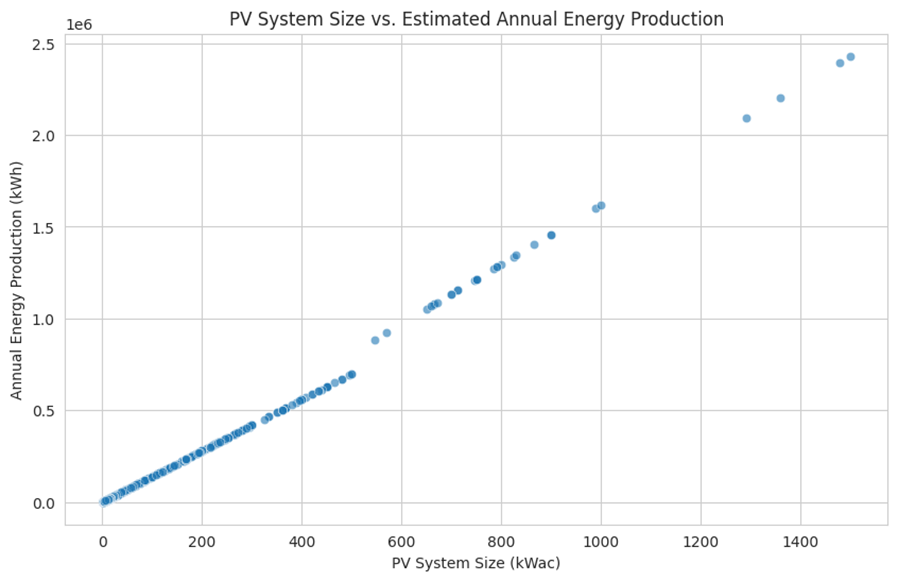 PV System Size vs. Estimated Annual Energy Production
1e6
2.5
2.0
1.5
1.0
0.5
0.0
Annual Energy Production (kWh)
0 200 400 600 800 1000 1200 1400
PV System Size (kWac)